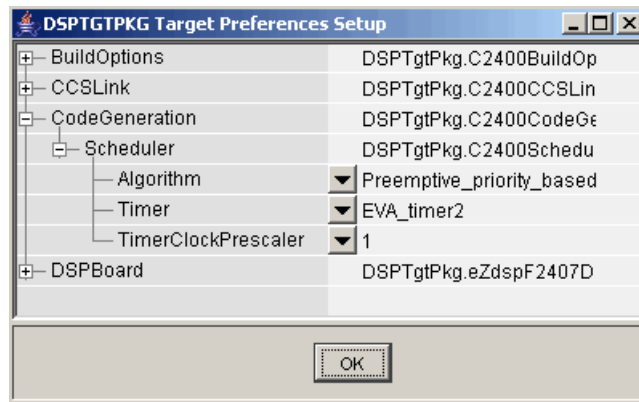 DSPTGTPKG Target Preferences Setup
BuildOptions DSPTgtPkg.C2400BuildOp
CCSLink DSPTgtPkg.C2400CCSLin
CodeGeneration DSPTgtPkg.C2400CodeGe
Scheduler DSPTgtPkg.C2400Schedu
Algorithm Preemptive_priority_based
Timer EVA_timer2
TimerClockPrescaler 1
DSPBoard DSPTgtPkg.eZdspF2407D
OK